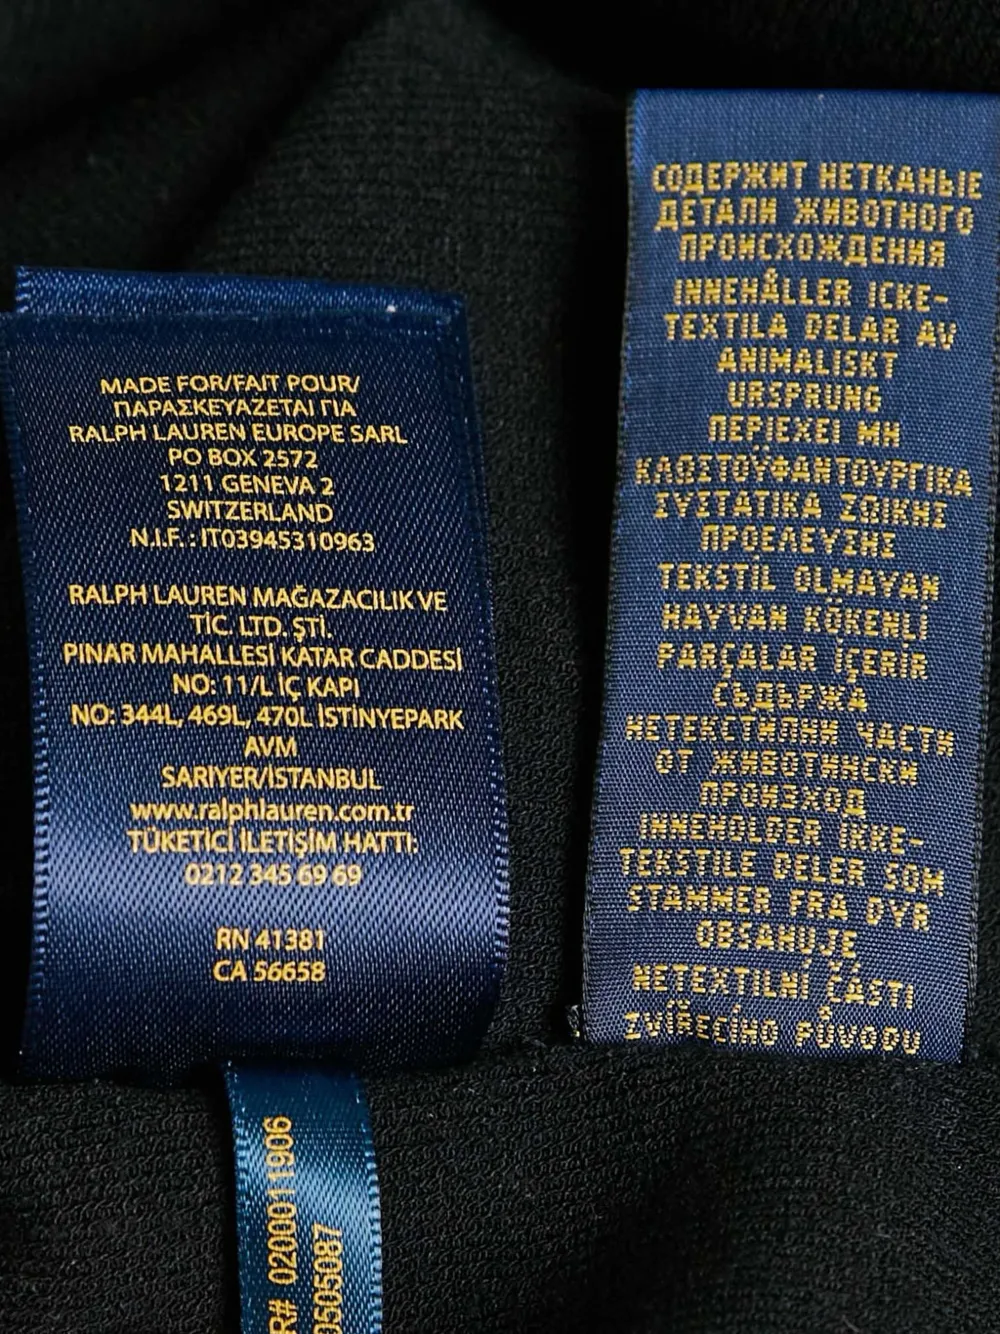 MADE FOR/FAIT POUR/
ΠΑΡΑΣΚΕΥΑΖΕΤΑΙ ΓΙΑ
RALPH LAUREN EUROPE SARL
PO BOX 2572
1211 GENEVA 2
SWITZERLAND
N.I.F. : IT03945310963
RALPH LAUREN MAĞAZACILIK VE
TİC. LTD. ŞTİ.
PINAR MAHALLESİ KATAR CADDESİ
NO: 11/L İÇ KAPI
NO: 344L, 469L, 470L İSTİNYEPARK
AVM
SARIYER/İSTANBUL
www.ralphlauren.com.tr
TÜKETİCİ İLETİŞİM HATTI:
0212 345 69 69
RN 41381
CA 56658
СОДЕРЖИТ НЕТКАНЫЕ
ДЕТАЛИ ЖИВОТНОГО
ПРОИСХОЖДЕНИЯ
INNEHÅLLER ICKE-
TEXTILA DELAR AV
ANIMALISKT
URSPRUNG
ΠΕΡΙΕΧΕΙ ΜΗ
ΚΛΩΣΤΟΫΦΑΝΤΟΥΡΓΙΚΑ
ΣΥΣΤΑΤΙΚΑ ΖΩΙΚΗΣ
ΠΡΟΕΛΕΥΣΗΣ
TEKSTİL OLMAYAN
HAYVAN KÖKENLİ
PARÇALAR İÇERİR
СЪДЪРЖА
НЕТЕКСТИЛНИ ЧАСТИ
ОТ ЖИВОТИНСКИ
ПРОИЗХОД
INNEHOLDER IKKE-
TEKSTILE DELER SOM
STAMMER FRA DYR
OBSAHUJE
NETEXTILNÍ ČÁSTI
ZVÍŘECÍHO PŮVODU
R# 0200011906
0505087